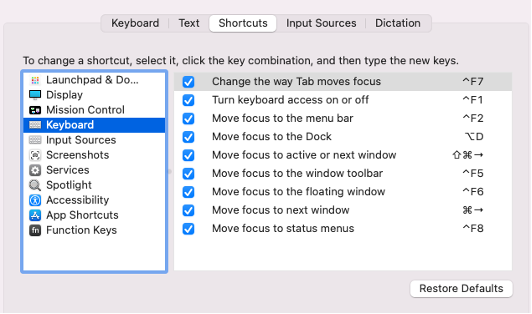 Keyboard Text Shortcuts Input Sources Dictation
To change a shortcut, select it, click the key combination, and then type the new keys.
Launchpad & Do...
Display
Mission Control
Keyboard
Input Sources
Screenshots
Services
Spotlight
Accessibility
App Shortcuts
Function Keys
Change the way Tab moves focus ^F7
Turn keyboard access on or off ^F1
Move focus to the menu bar ^F2
Move focus to the Dock ⌥D
Move focus to active or next window ⇧⌘→
Move focus to the window toolbar ^F5
Move focus to the floating window ^F6
Move focus to next window ⌘→
Move focus to status menus ^F8
Restore Defaults